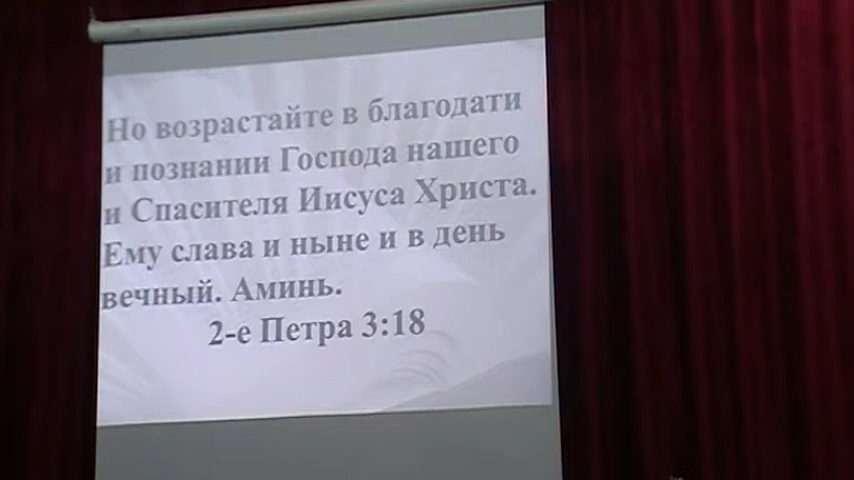 Но возрастайте в благодати
и познании Господа нашего
и Спасителя Иисуса Христа.
Ему слава и ныне и в день
вечный. Аминь.
2-е Петра 3:18